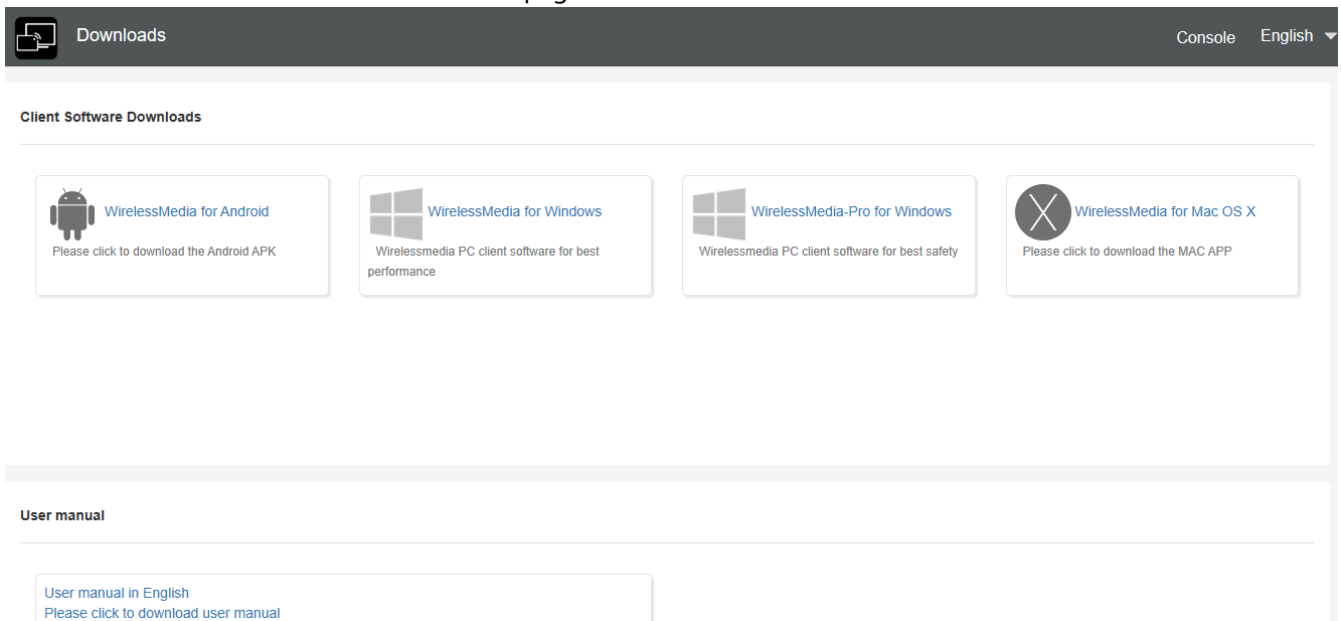 Downloads
Console English
Client Software Downloads
WirelessMedia for Android
Please click to download the Android APK
WirelessMedia for Windows
Wirelessmedia PC client software for best
performance
WirelessMedia-Pro for Windows
Wirelessmedia PC client software for best safety
WirelessMedia for Mac OS X
Please click to download the MAC APP
User manual
User manual in English
Please click to download user manual